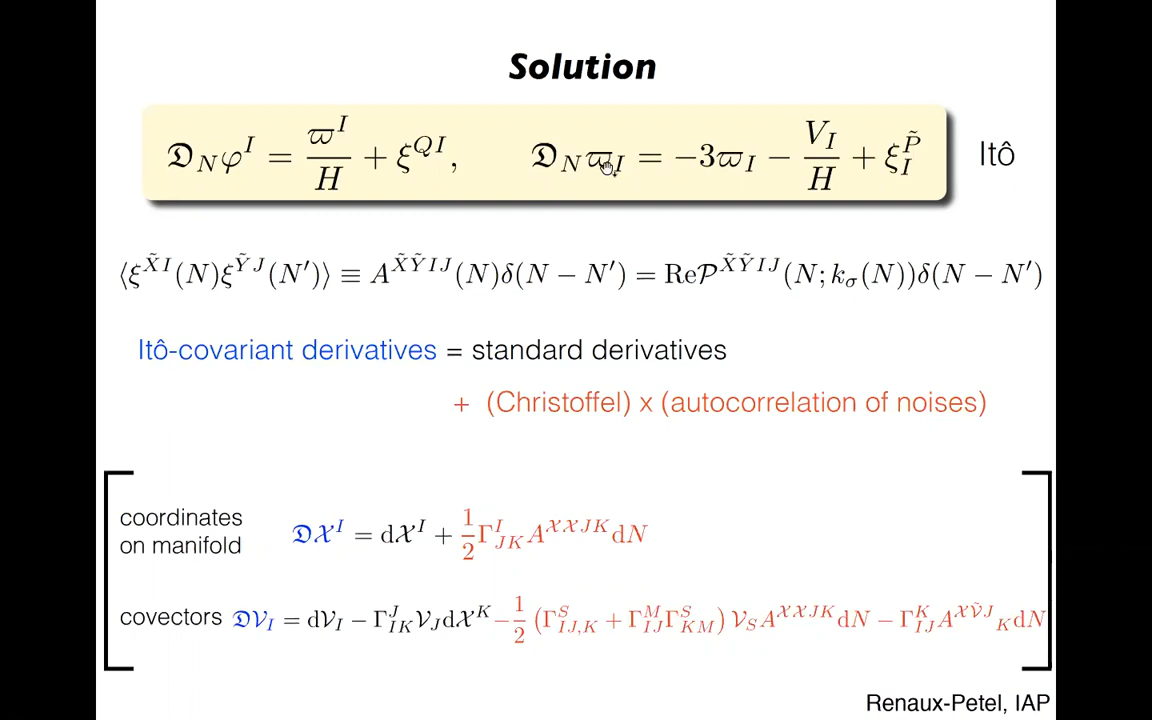 Solution
𝔇_N φ^I = ϖ^I / H + ξ^{QI}, 𝔇_N ϖ_I = −3ϖ_I − V_I / H + ξ^{P̃}_I Itô
⟨ξ^{X̃I}(N)ξ^{ỸJ}(N′)⟩ ≡ A^{X̃ỸIJ}(N)δ(N − N′) = Re𝒫^{X̃ỸIJ}(N; k_σ(N))δ(N − N′)
Itô-covariant derivatives = standard derivatives
+ (Christoffel) x (autocorrelation of noises)
coordinates
on manifold
𝔇𝒳^I = d𝒳^I + 1/2 Γ^I_{JK} A^{𝒳𝒳JK} dN
covectors 𝔇𝒱_I = d𝒱_I − Γ^J_{IK} 𝒱_J d𝒳^K − 1/2 (Γ^S_{IJ,K} + Γ^M_{IJ} Γ^S_{KM}) 𝒱_S A^{𝒳𝒳JK} dN − Γ^K_{IJ} A^{𝒳𝒱̃J}_K dN
Renaux-Petel, IAP